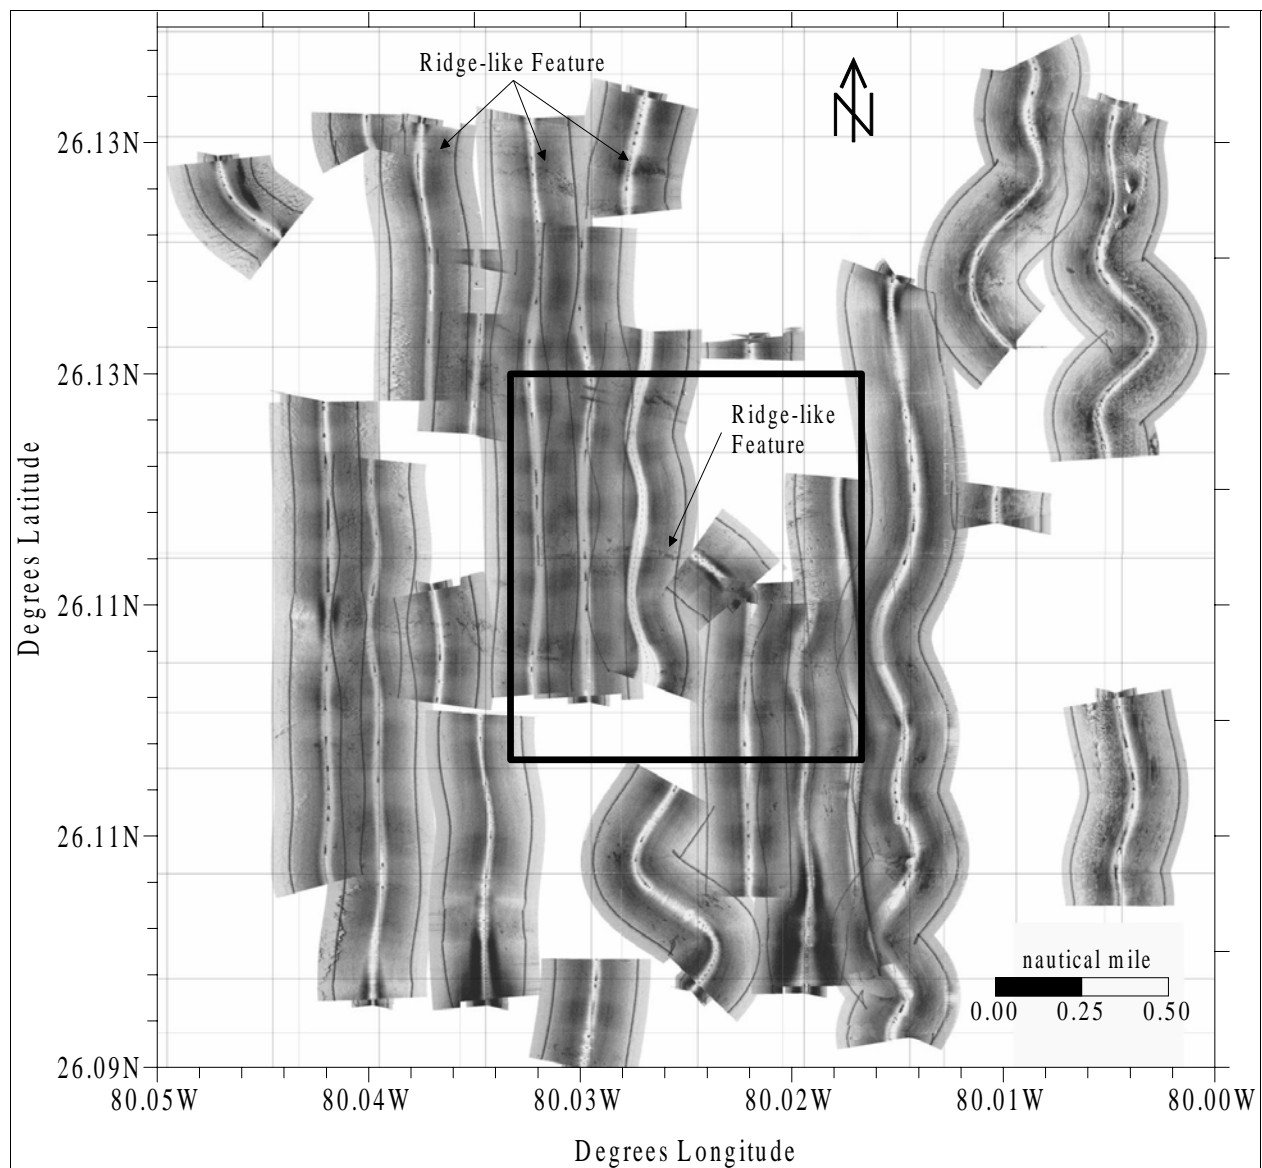 Ridge-like Feature
N
26.13N
26.13N
Ridge-like
Feature
Degrees Latitude
26.11N
26.11N
nautical mile
0.00 0.25 0.50
26.09N
80.05W 80.04W 80.03W 80.02W 80.01W 80.00W
Degrees Longitude